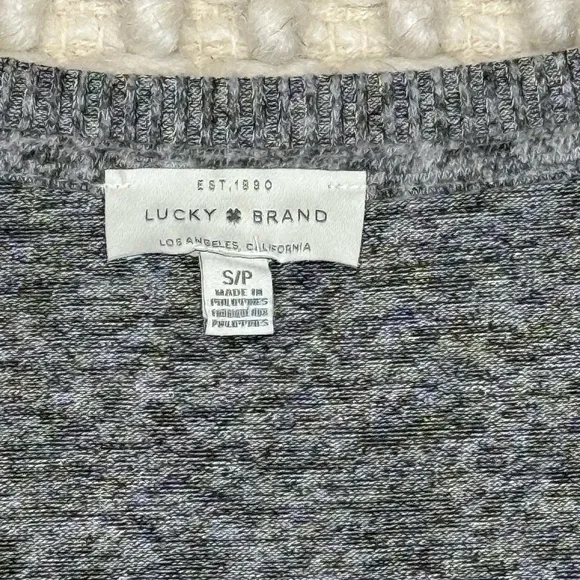 EST. 1990
LUCKY BRAND
LOS ANGELES, CALIFORNIA
S/P
MADE IN
PHILIPPINES
FABRIQUÉ AUX
PHILIPPINES